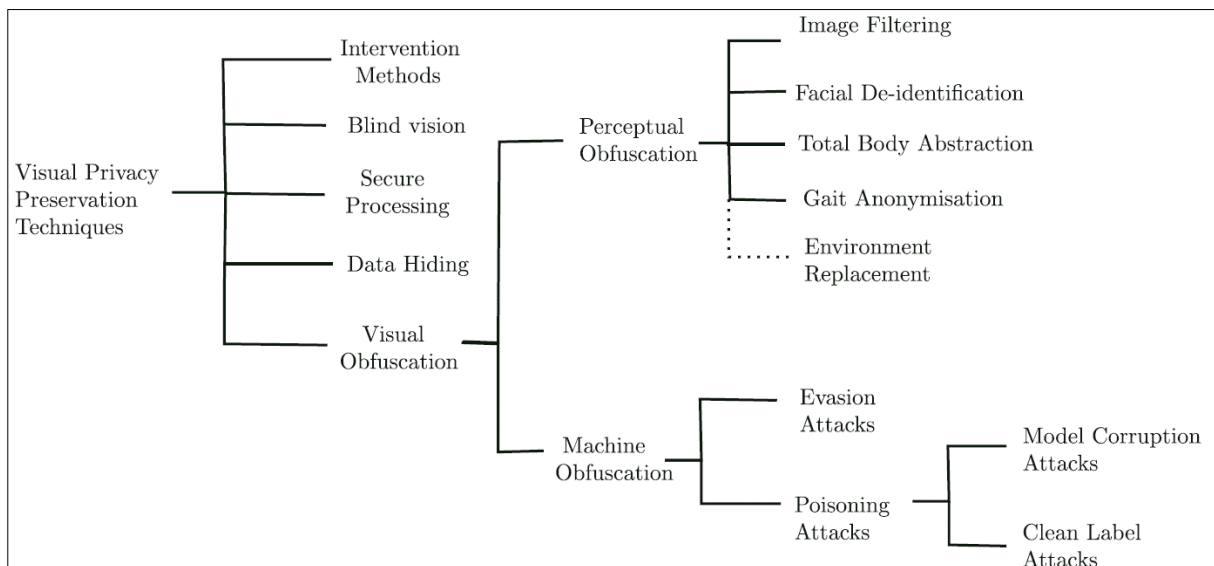 Visual Privacy
Preservation
Techniques
Intervention
Methods
Blind vision
Secure
Processing
Data Hiding
Visual
Obfuscation
Perceptual
Obfuscation
Image Filtering
Facial De-identification
Total Body Abstraction
Gait Anonymisation
Environment
Replacement
Machine
Obfuscation
Evasion
Attacks
Poisoning
Attacks
Model Corruption
Attacks
Clean Label
Attacks